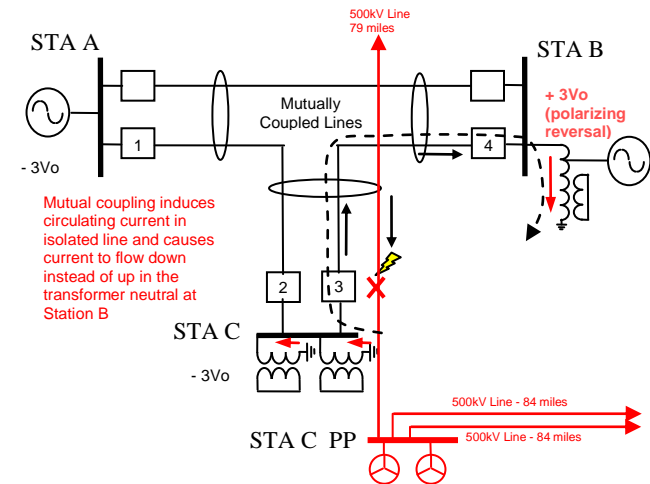 500kV Line
79 miles
STA A
STA B
Mutually
Coupled Lines
+ 3Vo
(polarizing
reversal)
1
4
- 3Vo
Mutual coupling induces
circulating current in
isolated line and causes
current to flow down
instead of up in the
transformer neutral at
Station B
2
3
STA C
- 3Vo
500kV Line - 84 miles
STA C PP
500kV Line - 84 miles